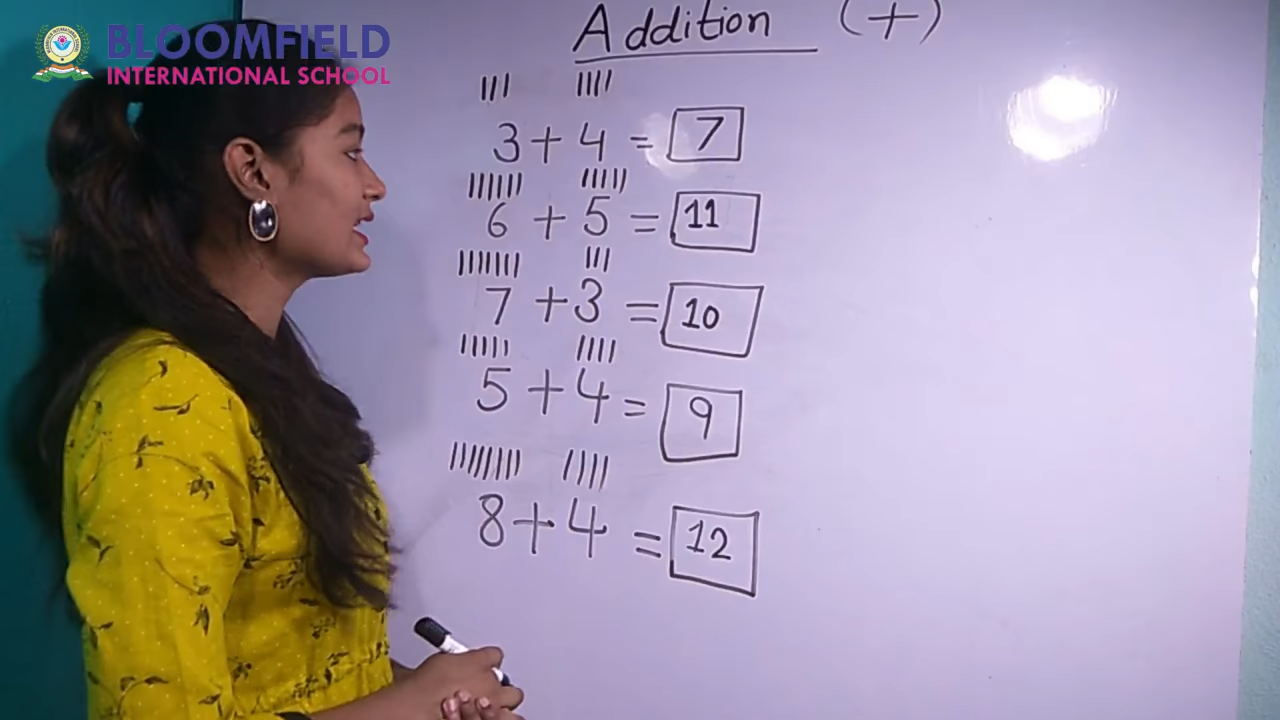 BLOOMFIELD
INTERNATIONAL SCHOOL
Addition (+)
3 + 4 = 7
6 + 5 = 11
7 + 3 = 10
5 + 4 = 9
8 + 4 = 12